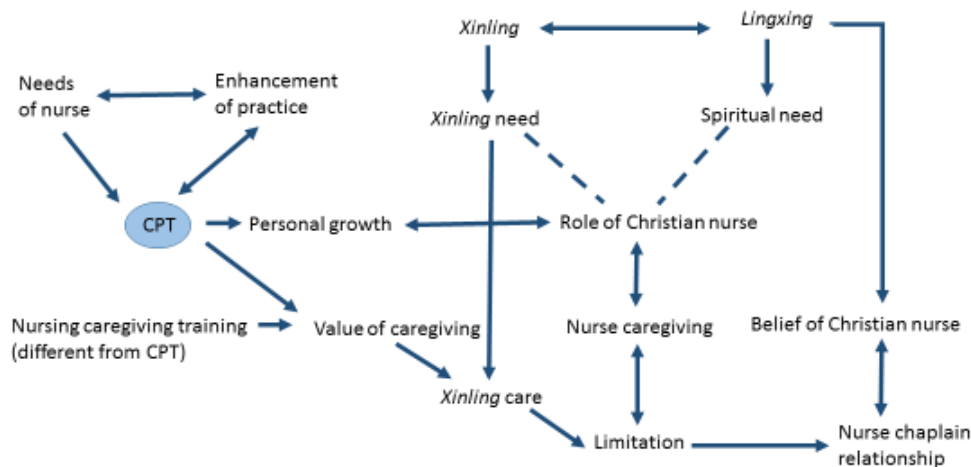 Xinling
Lingxing
Needs
of nurse
Enhancement
of practice
Xinling need
Spiritual need
CPT
Personal growth
Role of Christian nurse
Nursing caregiving training
(different from CPT)
Value of caregiving
Nurse caregiving
Belief of Christian nurse
Xinling care
Limitation
Nurse chaplain
relationship